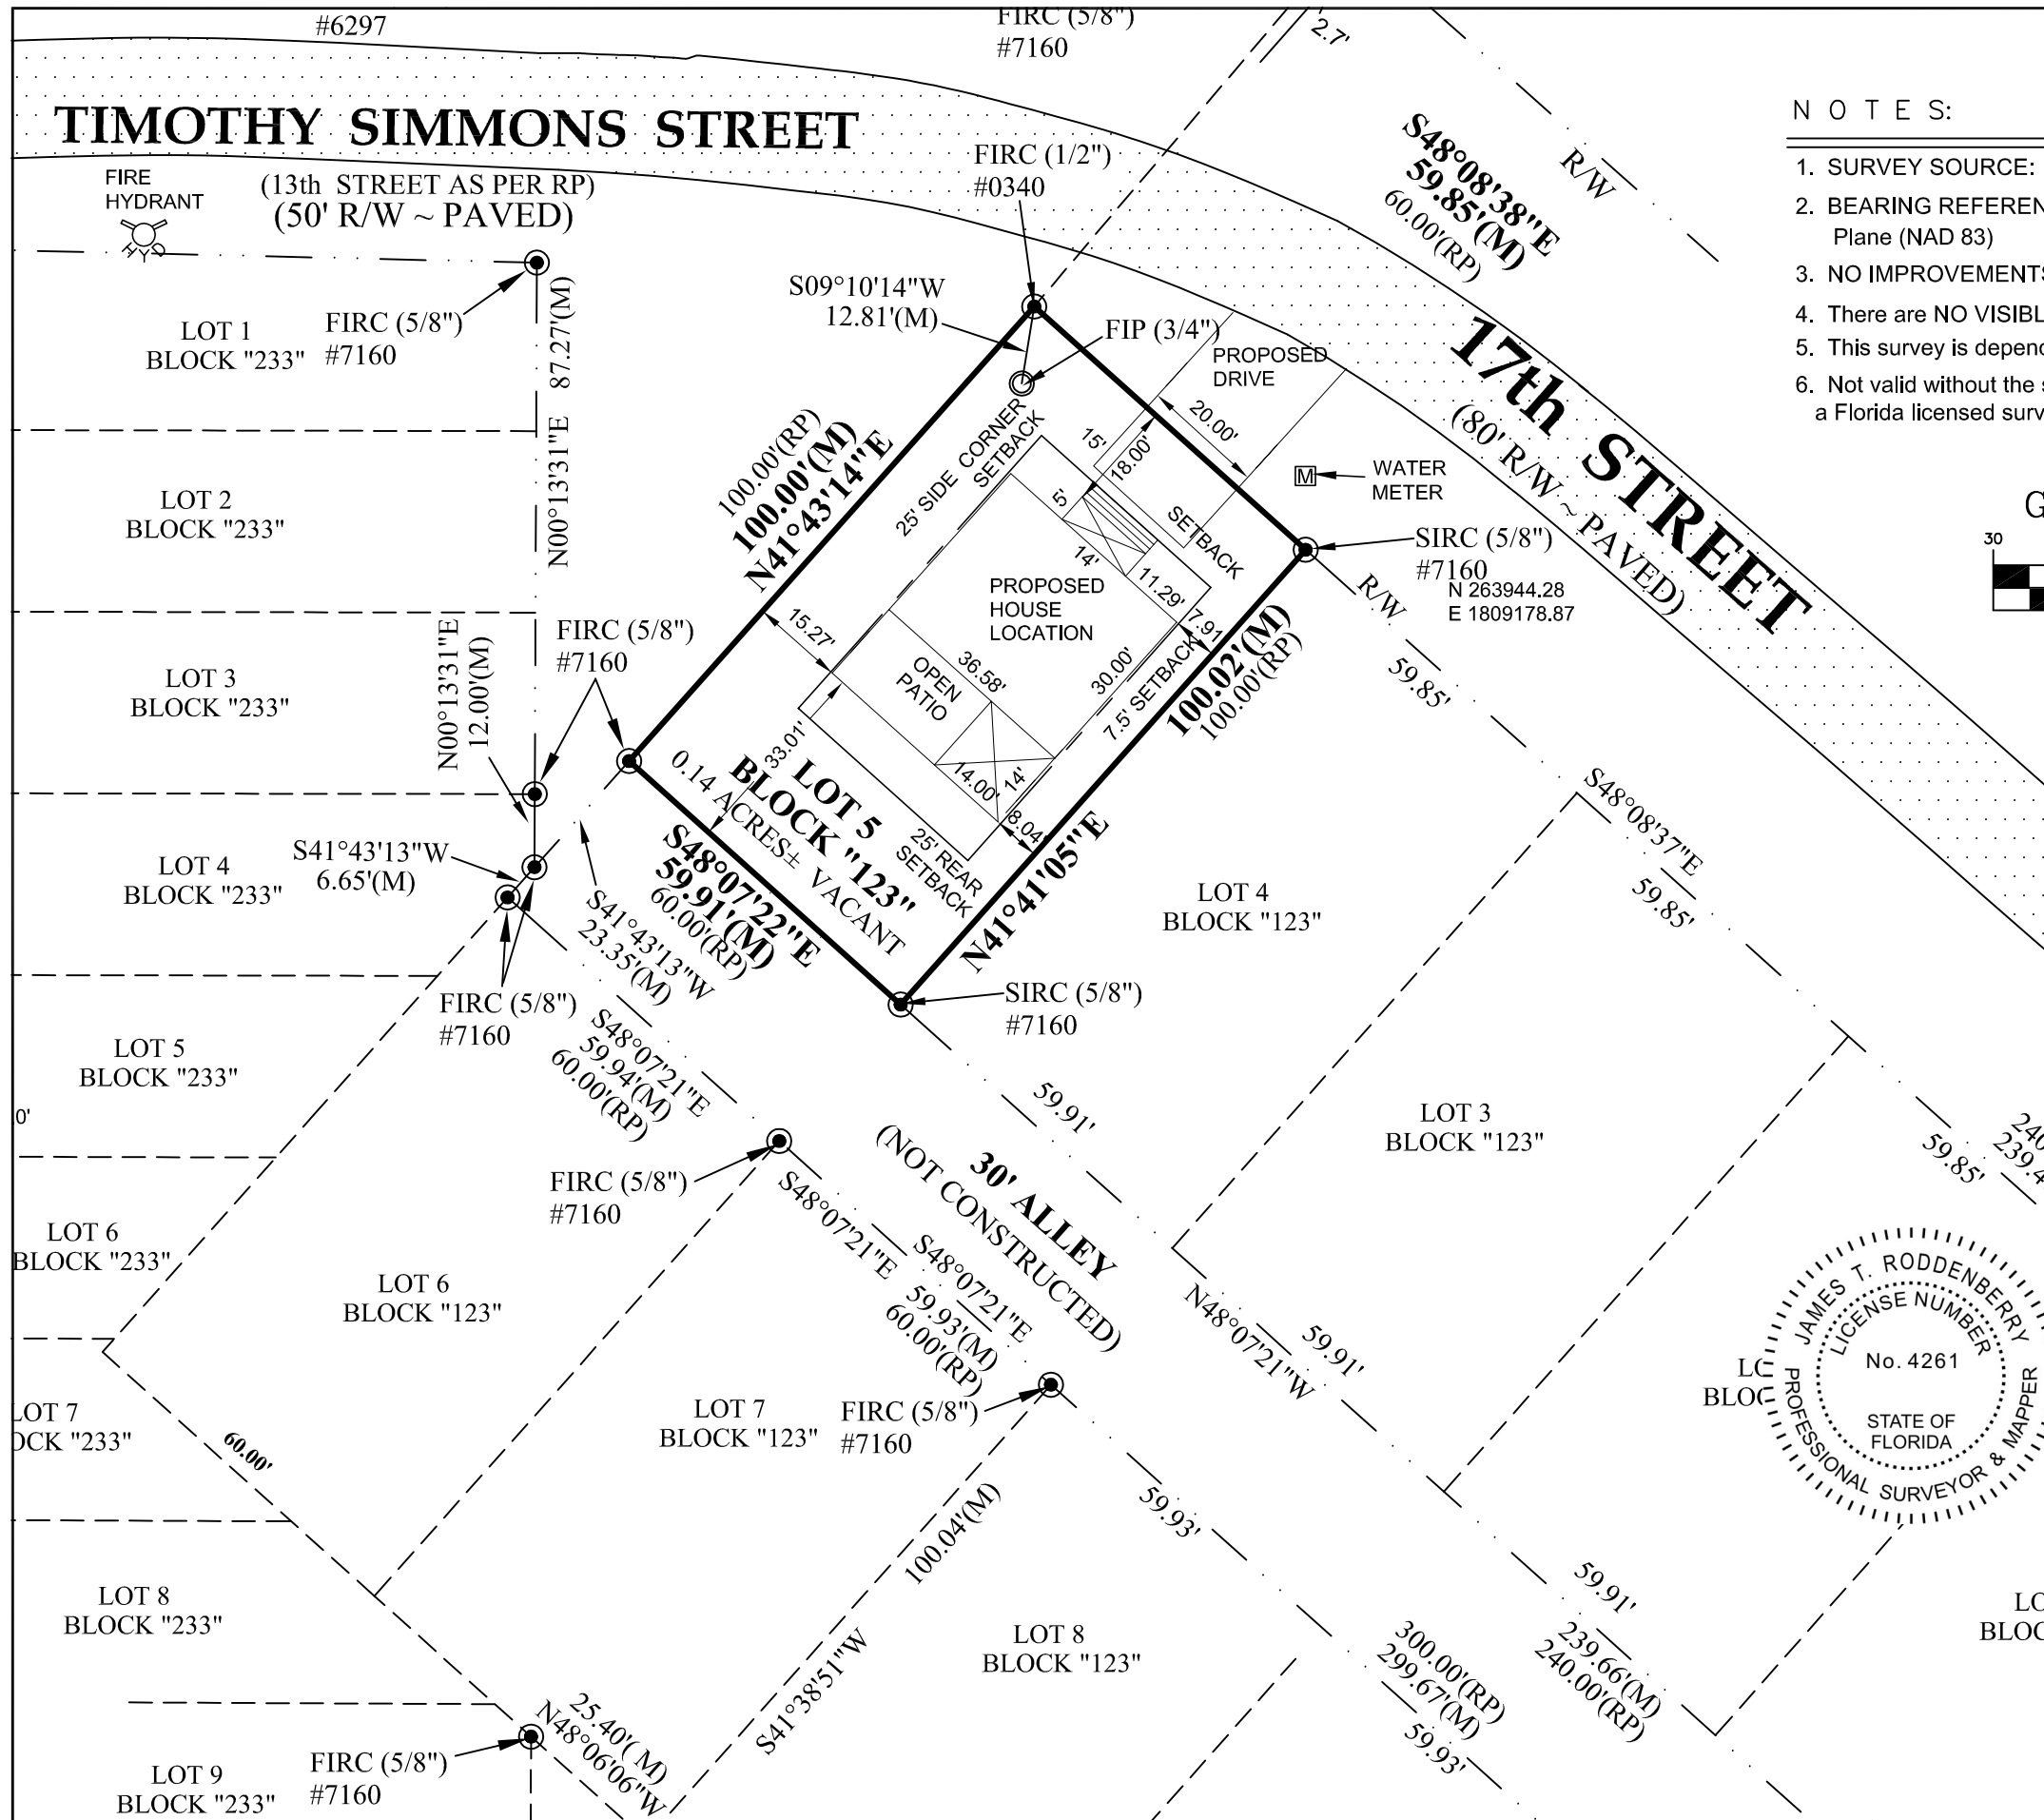 #6297
FIRC (5/8")
#7160
2.7'
TIMOTHY SIMMONS STREET
(13th STREET AS PER RP)
(50' R/W ~ PAVED)
FIRE
HYDRANT
H Y D
FIRC (5/8")
#7160
N00°13'31"E 87.27'(M)
FIRC (1/2")
#0340
S09°10'14"W
12.81'(M)
FIP (3/4")
S48°08'38"E
59.85'(M)
60.00'(RP)
R/W
17th STREET
(80' R/W ~ PAVED)
N O T E S:
1. SURVEY SOURCE:
2. BEARING REFEREN
Plane (NAD 83)
3. NO IMPROVEMENTS
4. There are NO VISIBL
5. This survey is depend
6. Not valid without the s
a Florida licensed surv
G
30
PROPOSED
DRIVE
20.00'
15'
18.00'
SETBACK
M
WATER
METER
SIRC (5/8")
#7160
N 263944.28
E 1809178.87
100.00'(RP)
100.00'(M)
N41°43'14"E
25' SIDE CORNER
SETBACK
5'
14'
11.29'
7.91'
PROPOSED
HOUSE
LOCATION
15.27'
36.58'
30.00'
OPEN
PATIO
7.5' SETBACK
100.02'(M)
100.00'(RP)
N41°41'05"E
33.01'
14.00'
14'
8.04'
LOT 5
BLOCK "123"
0.14 ACRES± VACANT
25' REAR
SETBACK
S48°07'22"E
59.91'(M)
60.00'(RP)
SIRC (5/8")
#7160
LOT 1
BLOCK "233"
LOT 2
BLOCK "233"
LOT 3
BLOCK "233"
LOT 4
BLOCK "233"
LOT 5
BLOCK "233"
LOT 6
BLOCK "233"
LOT 7
OCK "233"
LOT 8
BLOCK "233"
LOT 9
BLOCK "233"
0'
N00°13'31"E
12.00'(M)
FIRC (5/8")
#7160
S41°43'13"W
6.65'(M)
S41°43'13"W
23.35'(M)
FIRC (5/8")
#7160
S48°07'21"E
59.94'(M)
60.00'(RP)
FIRC (5/8")
#7160
S48°07'21"E
S48°07'21"E
59.93'(M)
60.00'(RP)
30' ALLEY
(NOT CONSTRUCTED)
FIRC (5/8")
#7160
R/W
59.85'
S48°08'37"E
59.85'
59.85'
240
239.4
LOT 4
BLOCK "123"
LOT 3
BLOCK "123"
59.91'
N48°07'21"W
59.91'
59.91'
239.66'(M)
240.00'(RP)
LO
BLOC
LO
BLOC
LOT 6
BLOCK "123"
LOT 7
BLOCK "123"
LOT 8
BLOCK "123"
60.00'
S41°38'51"W 100.04'(M)
59.93'
300.00'(RP)
299.67'(M)
59.93'
25.40'( M)
N48°06'06"W
FIRC (5/8")
#7160
JAMES T. RODDENBERRY
LICENSE NUMBER
No. 4261
STATE OF
FLORIDA
PROFESSIONAL SURVEYOR & MAPPER